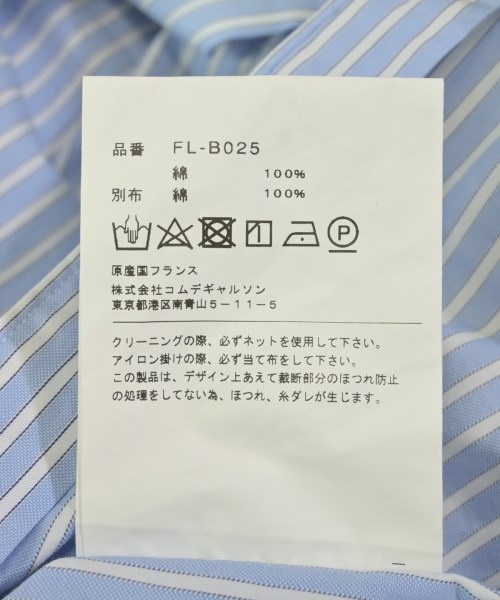 品番 FL-B025
綿 100%
別布 綿 100%
P
原産国フランス
株式会社コムデギャルソン
東京都港区南青山5-11-5
クリーニングの際、必ずネットを使用して下さい。
アイロン掛けの際、必ず当て布をして下さい。
この製品は、デザイン上あえて裁断部分のほつれ防止
の処理をしてない為、ほつれ、糸ダレが生じます。